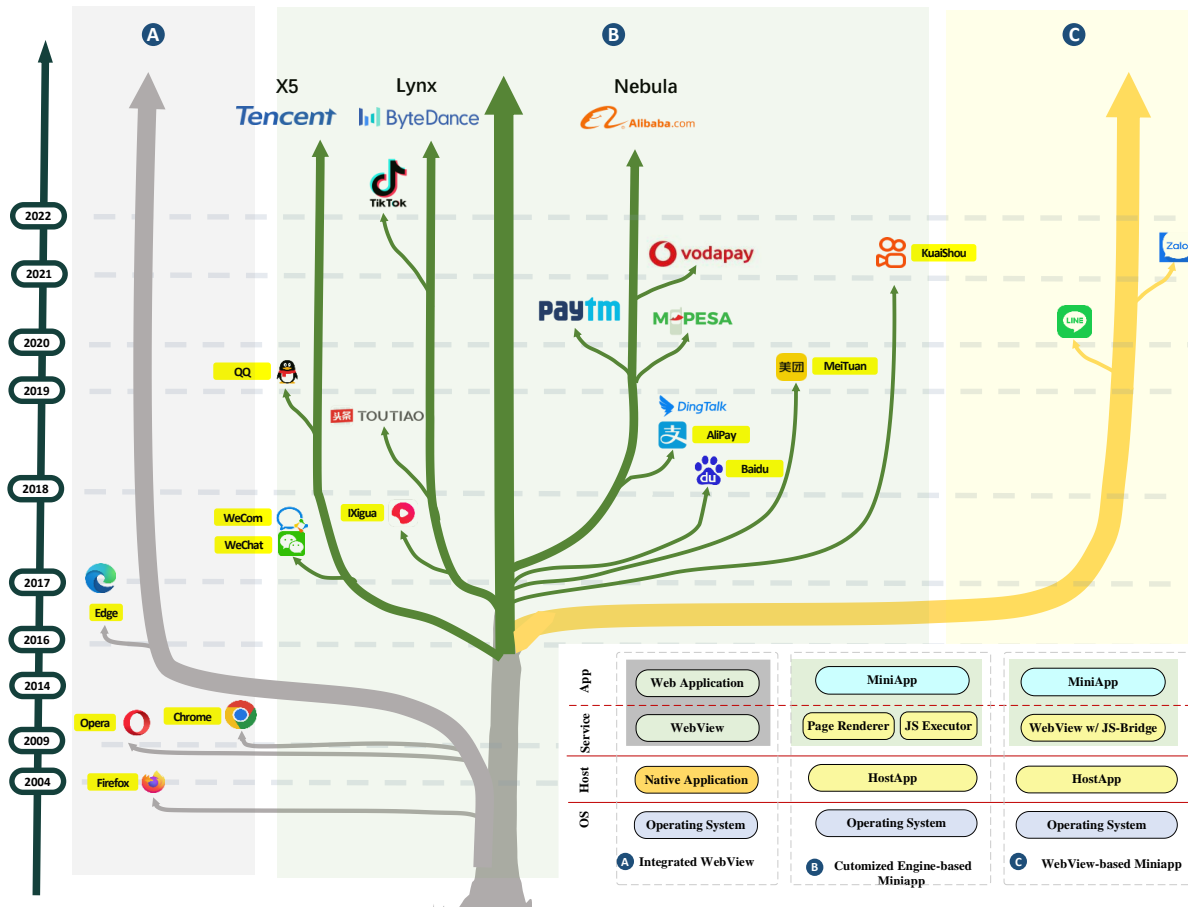 A
B
C
X5
Lynx
Nebula
Tencent
ByteDance
Alibaba.com
TikTok
2022
vodapay
KuaiShou
Zalo
2021
paytm
M-PESA
LINE
2020
QQ
美团
MeiTuan
2019
头条 TOUTIAO
DingTalk
支
AliPay
du
Baidu
2018
WeCom
IXigua
WeChat
2017
Edge
2016
App
Web Application
MiniApp
MiniApp
2014
Opera
Chrome
Service
WebView
Page Renderer
JS Executor
WebView w/ JS-Bridge
2009
Firefox
2004
Host
Native Application
HostApp
HostApp
OS
Operating System
Operating System
Operating System
A Integrated WebView
B Cutomized Engine-based
Miniapp
C WebView-based Miniapp